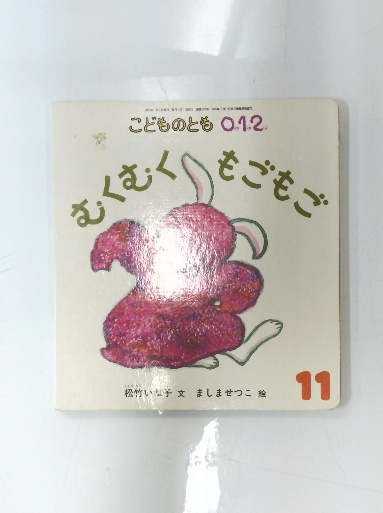 こどものとも 0.1.2.
むくむく もごもご
松竹いね子 文 ましませつこ 絵
11